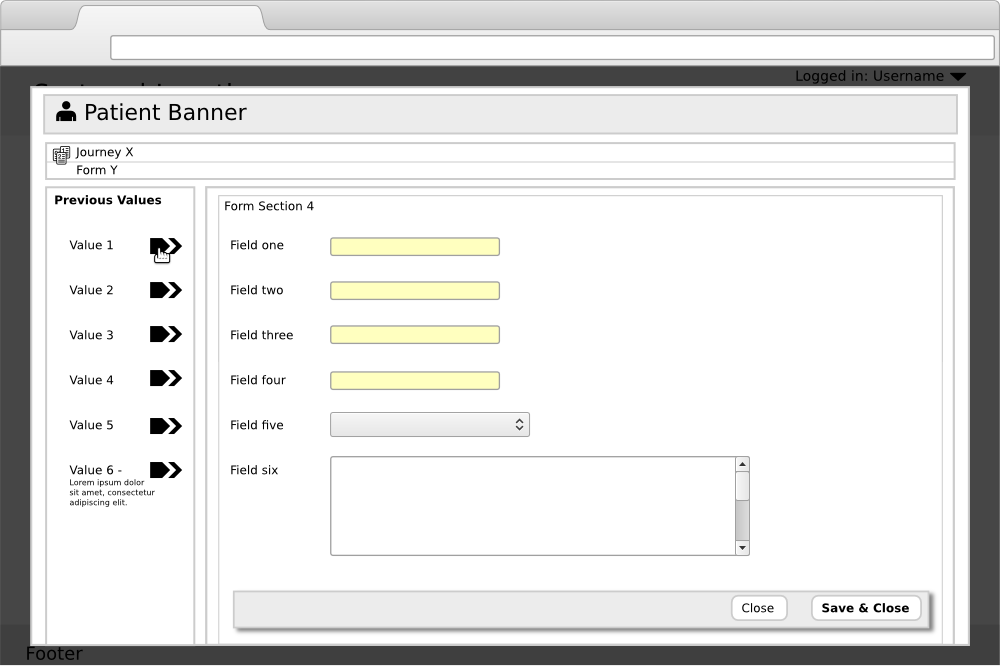 Logged in: Username
Patient Banner
Journey X
Form Y
Previous Values
Value 1
Value 2
Value 3
Value 4
Value 5
Value 6 -
Lorem ipsum dolor
sit amet, consectetur
adipiscing elit.
Form Section 4
Field one
Field two
Field three
Field four
Field five
Field six
Close
Save & Close
Footer